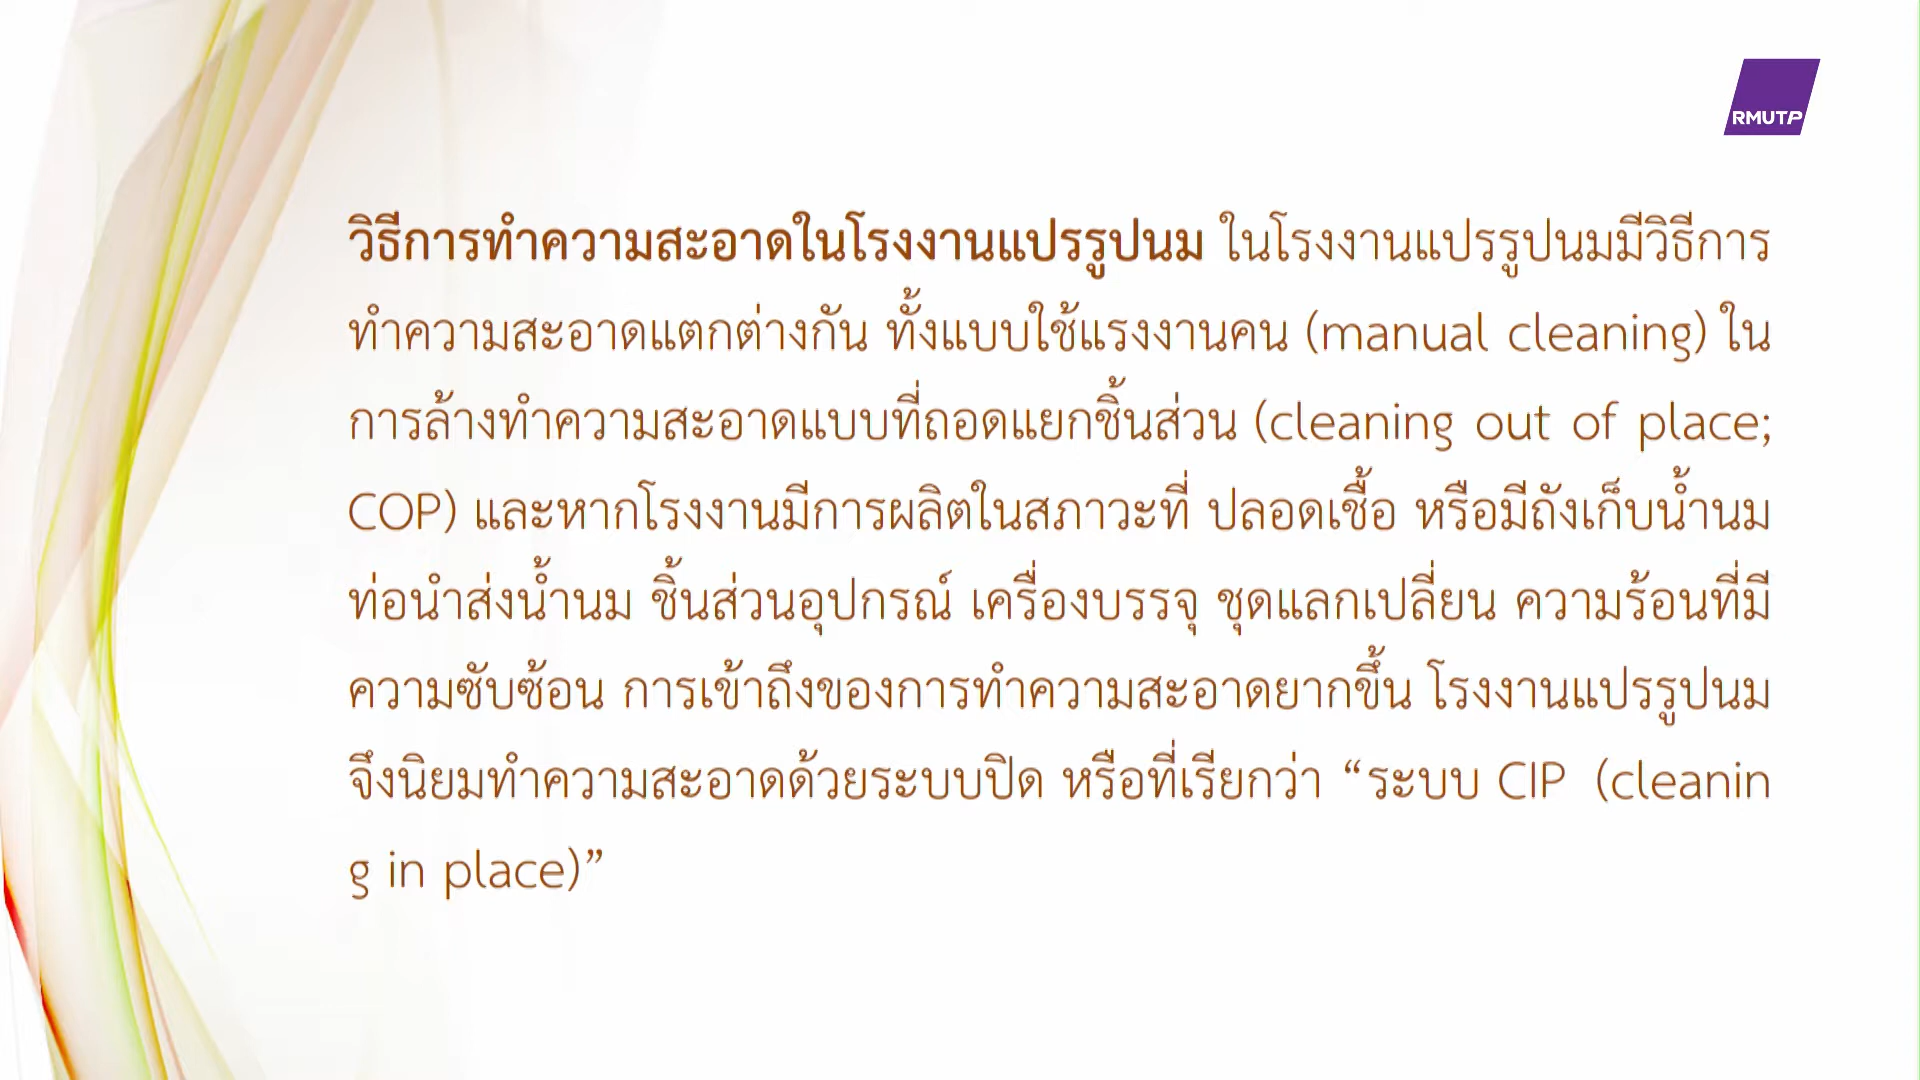 RMUTP
วิธีการทำความสะอาดในโรงงานแปรรูปนม ในโรงงานแปรรูปนมมีวิธีการ
ทำความสะอาดแตกต่างกัน ทั้งแบบใช้แรงงานคน (manual cleaning) ใน
การล้างทำความสะอาดแบบที่ถอดแยกชิ้นส่วน (cleaning out of place;
COP) และหากโรงงานมีการผลิตในสภาวะที่ ปลอดเชื้อ หรือมีถังเก็บน้ำนม
ท่อนำส่งน้ำนม ชิ้นส่วนอุปกรณ์ เครื่องบรรจุ ชุดแลกเปลี่ยน ความร้อนที่มี
ความซับซ้อน การเข้าถึงของการทำความสะอาดยากขึ้น โรงงานแปรรูปนม
จึงนิยมทำความสะอาดด้วยระบบปิด หรือที่เรียกว่า “ระบบ CIP (cleanin
g in place)”